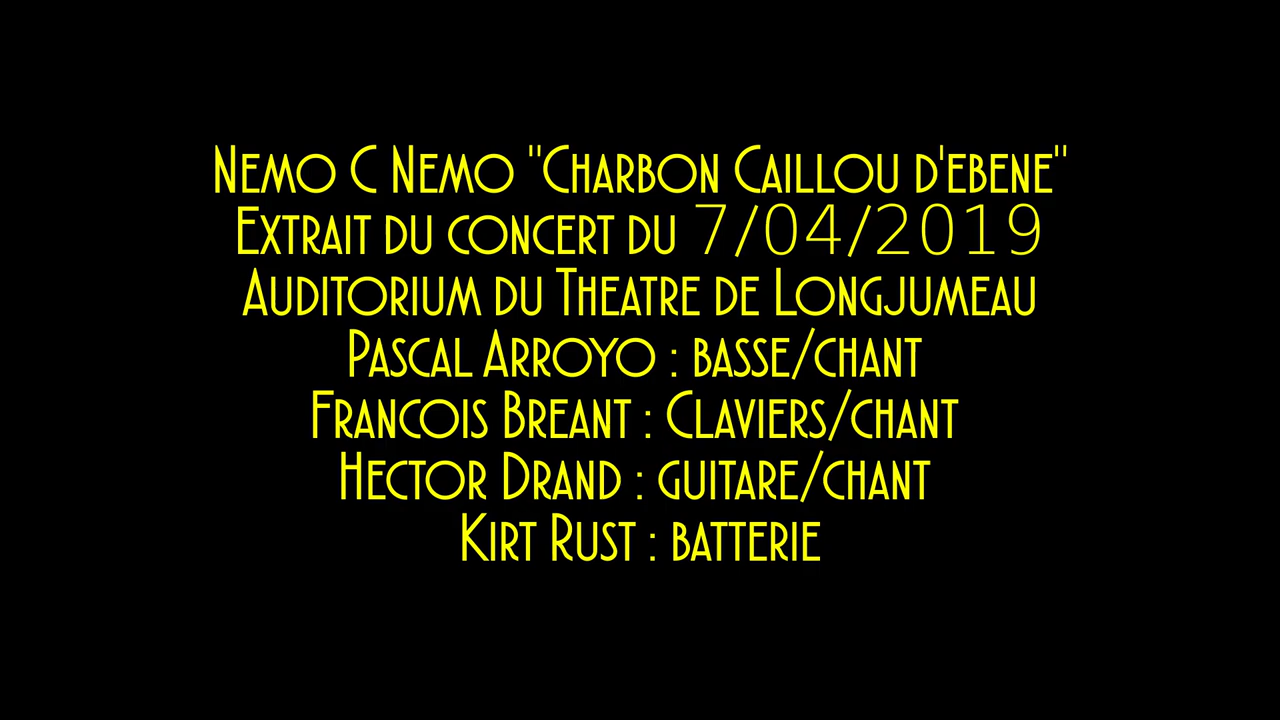 Nemo C Nemo "Charbon Caillou d'ebene"
Extrait du concert du 7/04/2019
Auditorium du Theatre de Longjumeau
Pascal Arroyo : basse/chant
Francois Breant : Claviers/chant
Hector Drand : guitare/chant
Kirt Rust : batterie